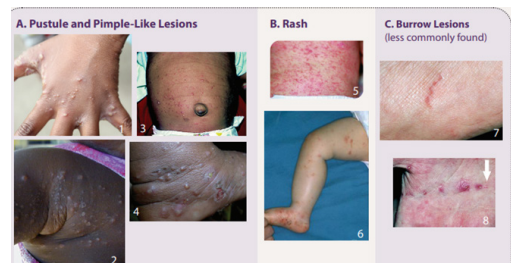 A. Pustule and Pimple-Like Lesions
1
3
2
4
B. Rash
5
6
C. Burrow Lesions
(less commonly found)
7
8